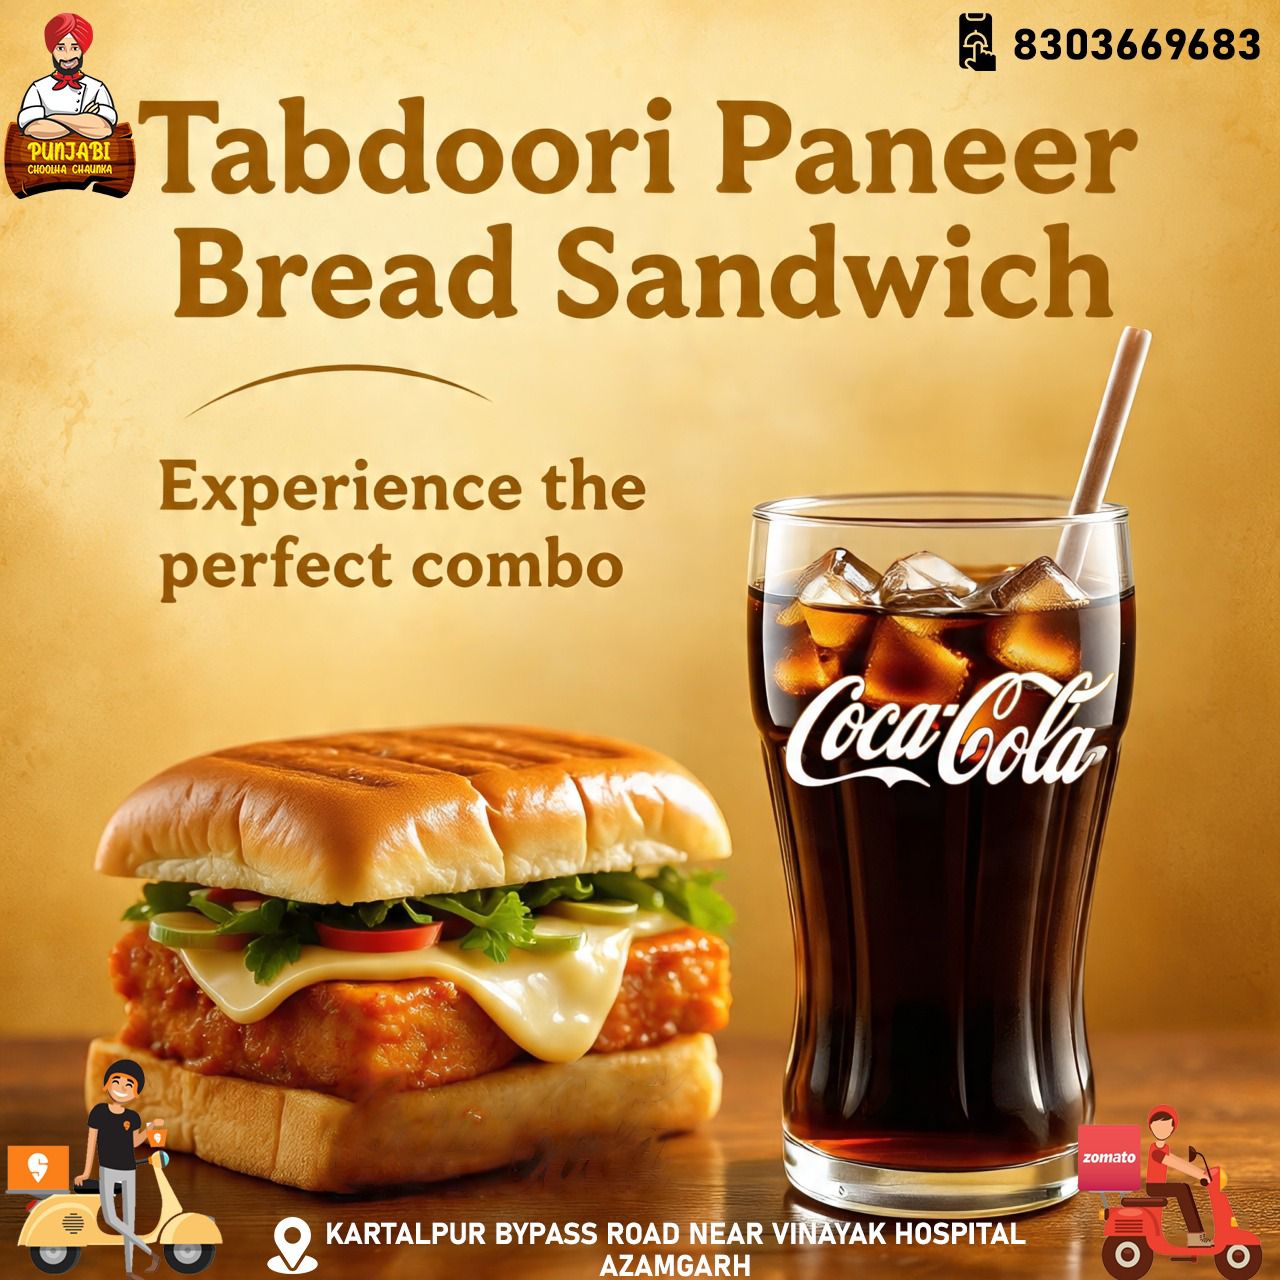 8303669683
PUNJABI
CHOOLHA CHAUNKA
Tabdoori Paneer
Bread Sandwich
Experience the
perfect combo
Coca-Cola
zomato
KARTALPUR BYPASS ROAD NEAR VINAYAK HOSPITAL
AZAMGARH